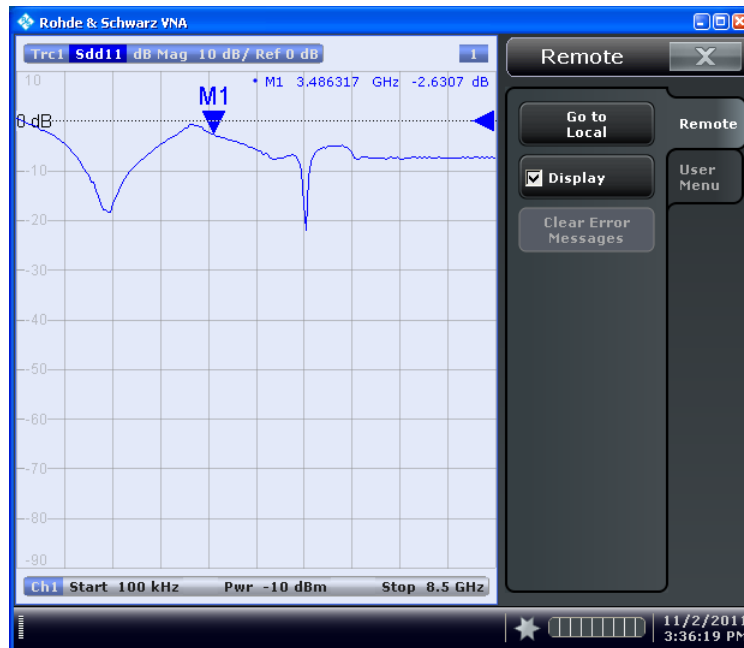 Rohde & Schwarz VNA
Trc1 Sdd11 dB Mag 10 dB/ Ref 0 dB 1
10
• M1 3.486317 GHz -2.6307 dB
M1
0 dB
-10
-20
-30
-40
-50
-60
-70
-80
-90
Ch1 Start 100 kHz Pwr -10 dBm Stop 8.5 GHz
Remote
X
Go to
Local
Display
Clear Error
Messages
Remote
User
Menu
11/2/2011
3:36:19 PM